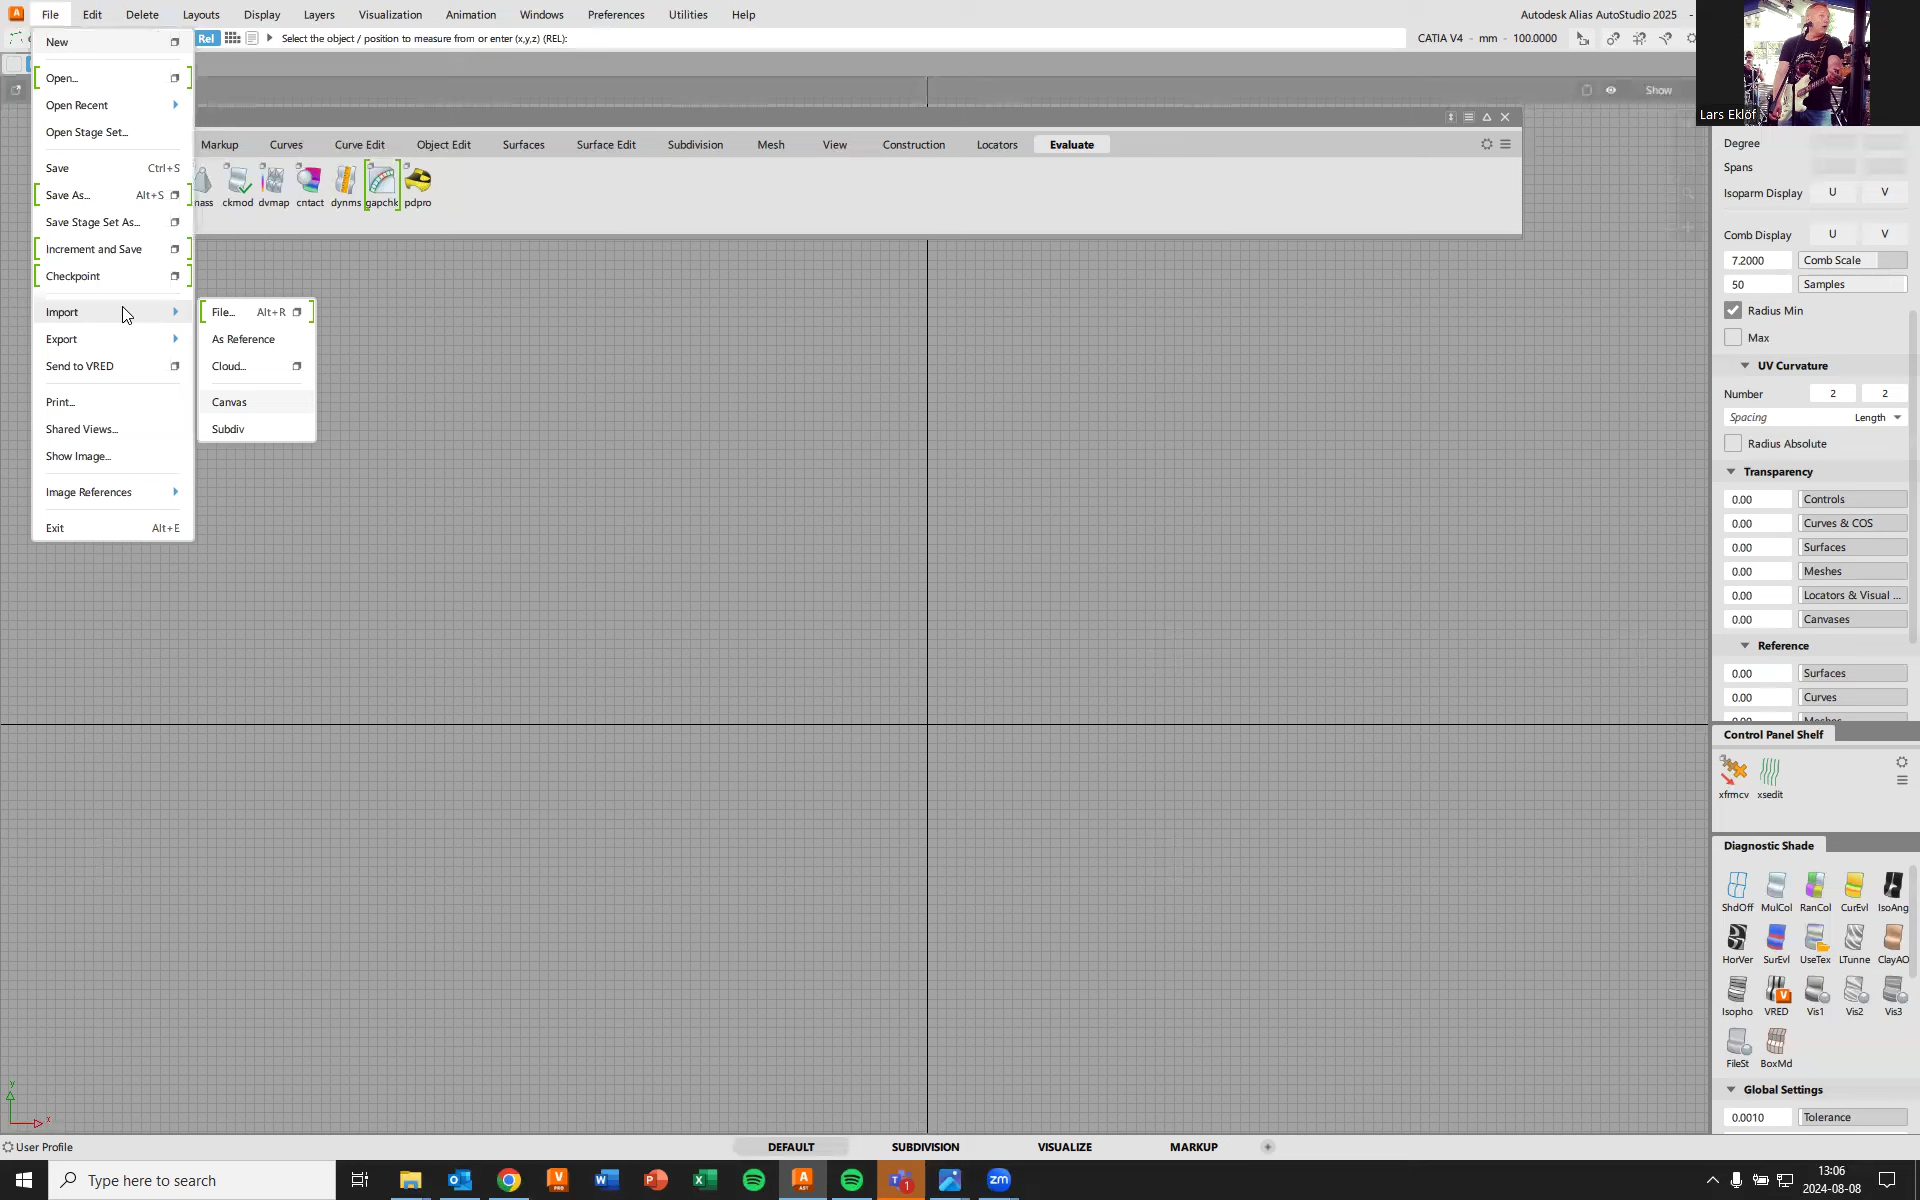 File Edit Delete Layouts Display Layers Visualization Animation Windows Preferences Utilities Help
Autodesk Alias AutoStudio 2025 -
Rel Select the object / position to measure from or enter (x,y,z) (REL):
CATIA V4 - mm - 100.0000
New
Open...
Open Recent
Open Stage Set...
Save Ctrl+S
Save As... Alt+S
Save Stage Set As...
Increment and Save
Checkpoint
Import
Export
Send to VRED
Print...
Shared Views...
Show Image...
Image References
Exit Alt+E
File... Alt+R
As Reference
Cloud...
Canvas
Subdiv
Markup Curves Curve Edit Object Edit Surfaces Surface Edit Subdivision Mesh View Construction Locators Evaluate
ckmod dvmap cntact dynms gapchk pdpro
Show
Lars Eklöf
Degree
Spans
Isoparm Display U V
Comb Display U V
7.2000 Comb Scale
50 Samples
Radius Min
Max
UV Curvature
Number 2 2
Spacing Length
Radius Absolute
Transparency
0.00 Controls
0.00 Curves & COS
0.00 Surfaces
0.00 Meshes
0.00 Locators & Visual ...
0.00 Canvases
Reference
0.00 Surfaces
0.00 Curves
0.00 Meshes
Control Panel Shelf
xfrmcv xsedit
Diagnostic Shade
ShdOff MulCol RanCol CurEvl IsoAng
HorVer SurEvl UseTex LTunne ClayAO
Isopho VRED Vis1 Vis2 Vis3
FileSt BoxMd
Global Settings
0.0010 Tolerance
y
x
User Profile
DEFAULT SUBDIVISION VISUALIZE MARKUP
Type here to search
13:06
2024-08-08